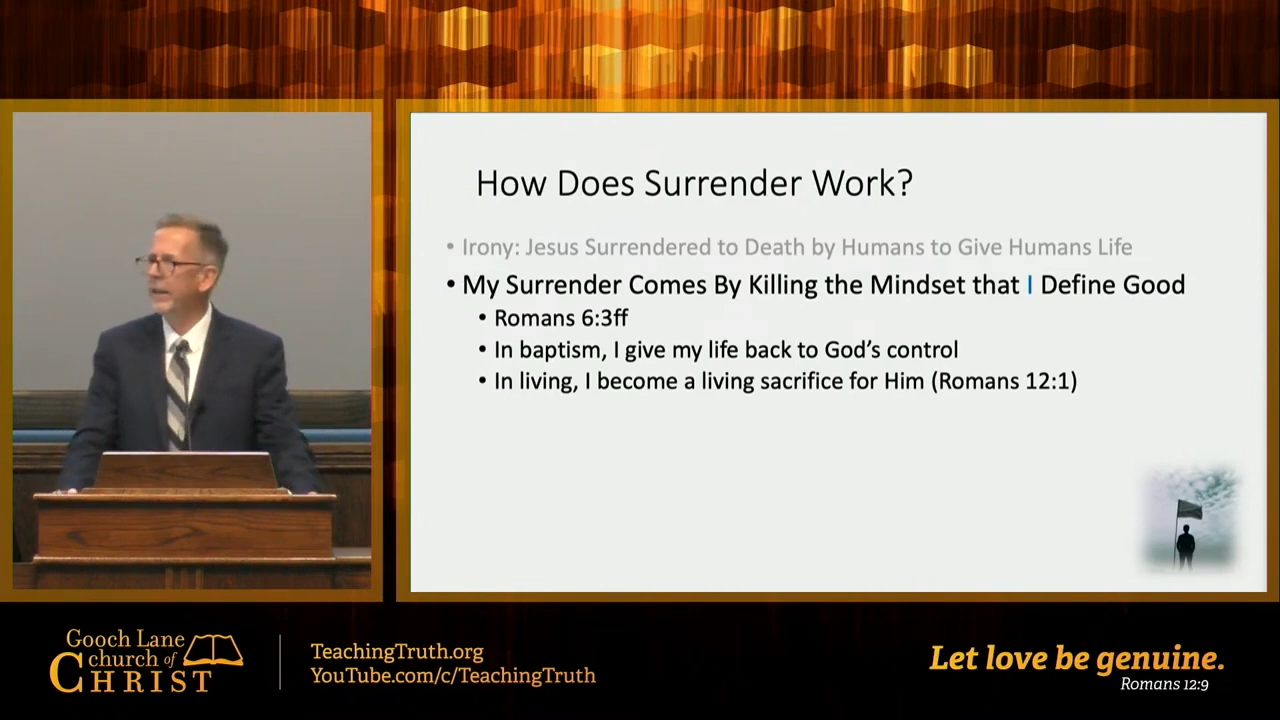 How Does Surrender Work?
• Irony: Jesus Surrendered to Death by Humans to Give Humans Life
• My Surrender Comes By Killing the Mindset that I Define Good
• Romans 6:3ff
• In baptism, I give my life back to God’s control
• In living, I become a living sacrifice for Him (Romans 12:1)
Gooch Lane
church of
CHRIST
TeachingTruth.org
YouTube.com/c/TeachingTruth
Let love be genuine.
Romans 12:9